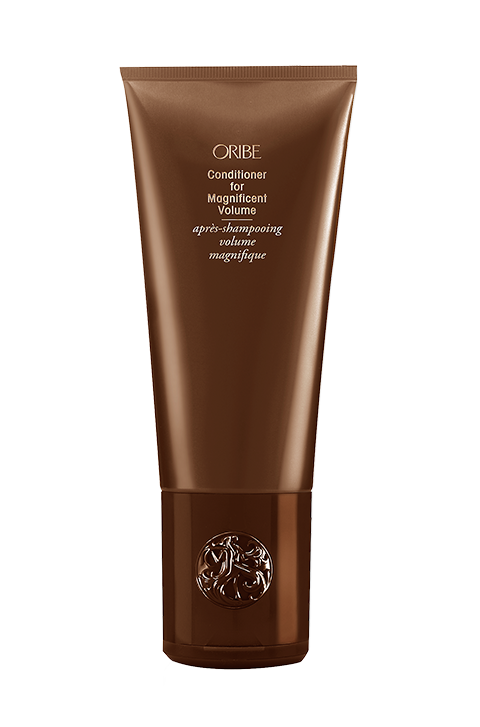 ORIBE
Conditioner
for
Magnificent
Volume
après-shampooing
volume
magnifique